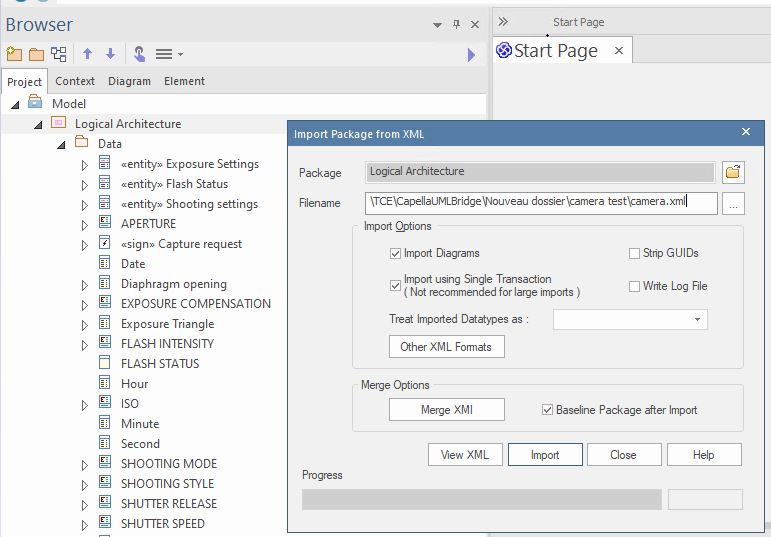 Browser
Project
Context
Diagram
Element
Model
Logical Architecture
Data
«entity» Exposure Settings
«entity» Flash Status
«entity» Shooting settings
APERTURE
«sign» Capture request
Date
Diaphragm opening
EXPOSURE COMPENSATION
Exposure Triangle
FLASH INTENSITY
FLASH STATUS
Hour
ISO
Minute
Second
SHOOTING MODE
SHOOTING STYLE
SHUTTER RELEASE
SHUTTER SPEED
Start Page
Start Page
Import Package from XML
Package
Logical Architecture
Filename
\TCE\CapellaUMLBridge\Nouveau dossier\camera test\camera.xml
...
Import Options
Import Diagrams
Strip GUIDs
Import using Single Transaction
( Not recommended for large imports )
Write Log File
Treat Imported Datatypes as :
Other XML Formats
Merge Options
Merge XMI
Baseline Package after Import
View XML
Import
Close
Help
Progress